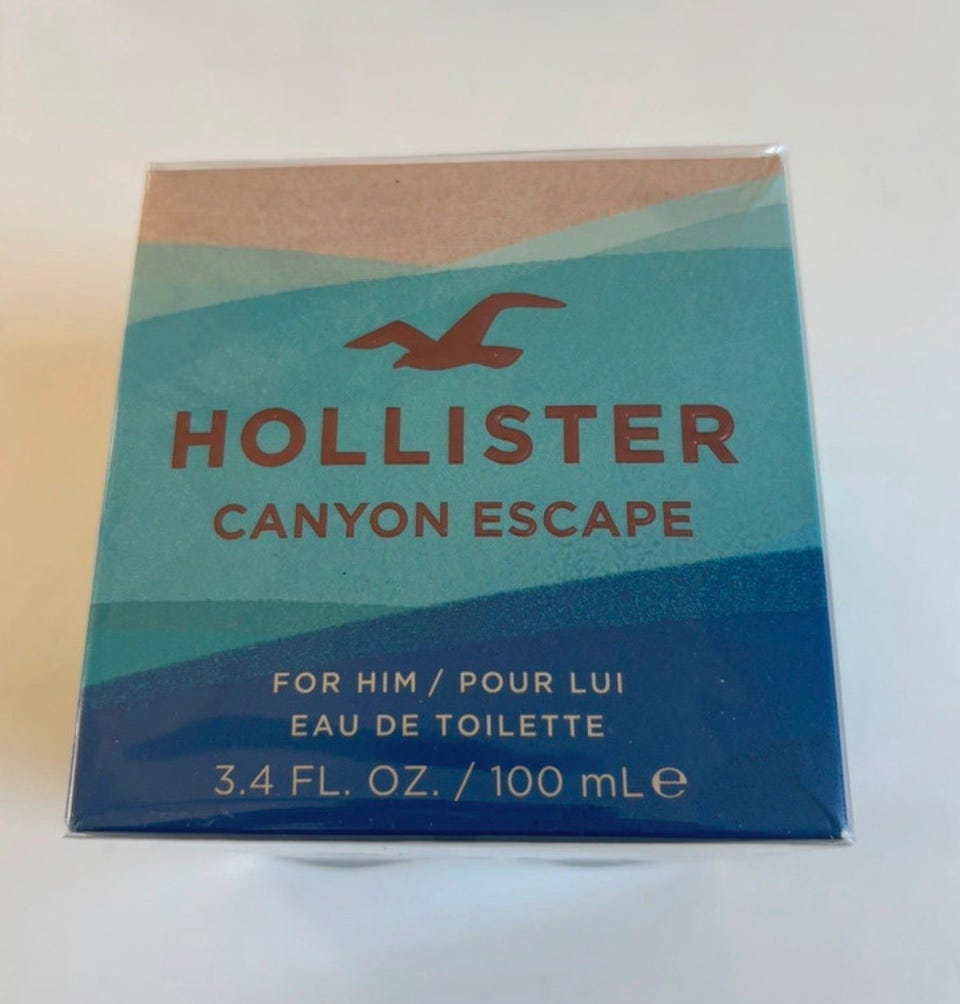 HOLLISTER
CANYON ESCAPE
FOR HIM / POUR LUI
EAU DE TOILETTE
3.4 FL. OZ. / 100 mL ℮